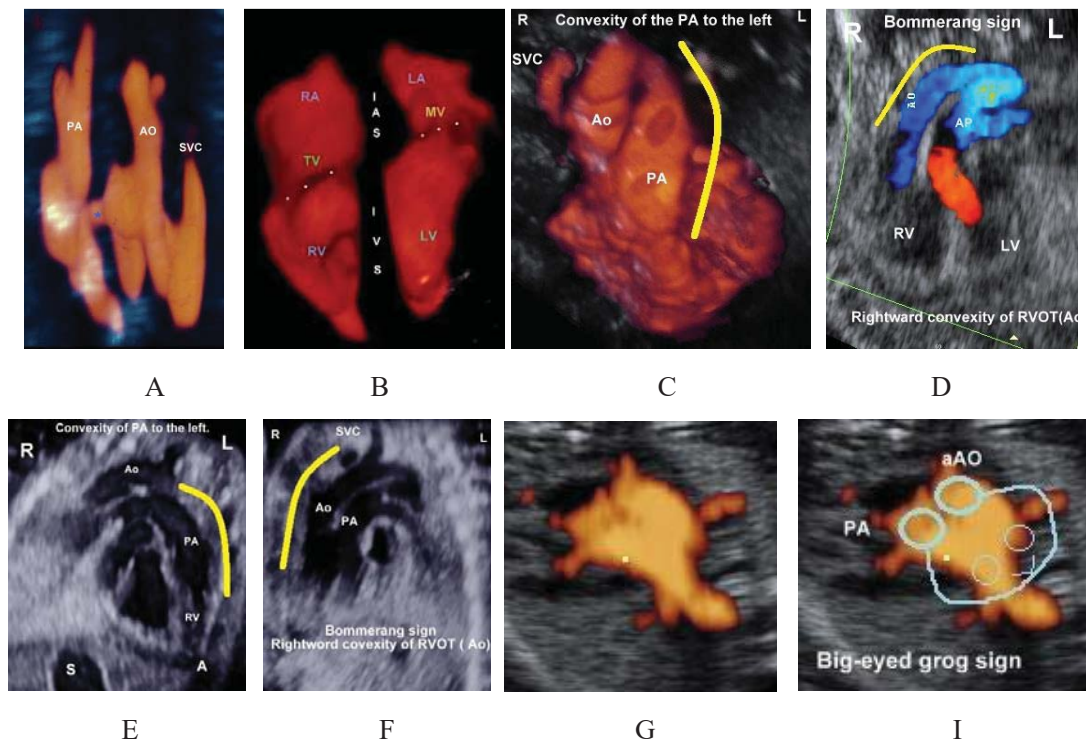 PA
AO
SVC
*
A
RA
LA
I
A
S
MV
TV
I
V
S
RV
LV
B
R
Convexity of the PA to the left
L
SVC
Ao
PA
C
R
Bommerang sign
L
AO
AP
RV
LV
Rightward convexity of RVOT(Ao
D
Convexity of PA to the left.
R
L
Ao
PA
RV
S
A
E
R
SVC
L
Ao
PA
Bommerang sign
Rightword covexity of RVOT ( Ao)
F
G
aAO
PA
Big-eyed grog sign
I